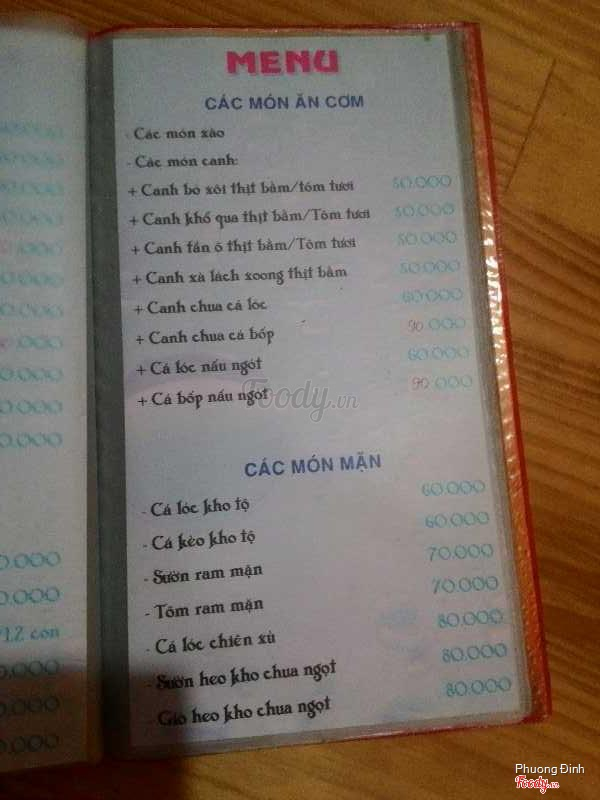 MENU
CÁC MÓN ĂN CƠM
- Các món xào
- Các món canh:
+ Canh bó xôi thịt bằm/tôm tươi 50.000
+ Canh khổ qua thịt bằm/Tôm tươi 50.000
+ Canh tần ô thịt bằm/Tôm tươi 50.000
+ Canh xà lách xoong thịt bằm 50.000
+ Canh chua cá lóc 60.000
+ Canh chua cá bốp 90.000
+ Cá lóc nấu ngót 60.000
+ Cá bốp nấu ngót 90.000
Foody.vn
CÁC MÓN MẶN
- Cá lóc kho tộ 60.000
- Cá kèo kho tộ 60.000
- Sườn ram mặn 70.000
- Tôm ram mặn 70.000
- Cá lóc chiên xù 80.000
- Sườn heo kho chua ngọt 80.000
- Giò heo kho chua ngọt 80.000
Phuong Đinh
Foody.vn